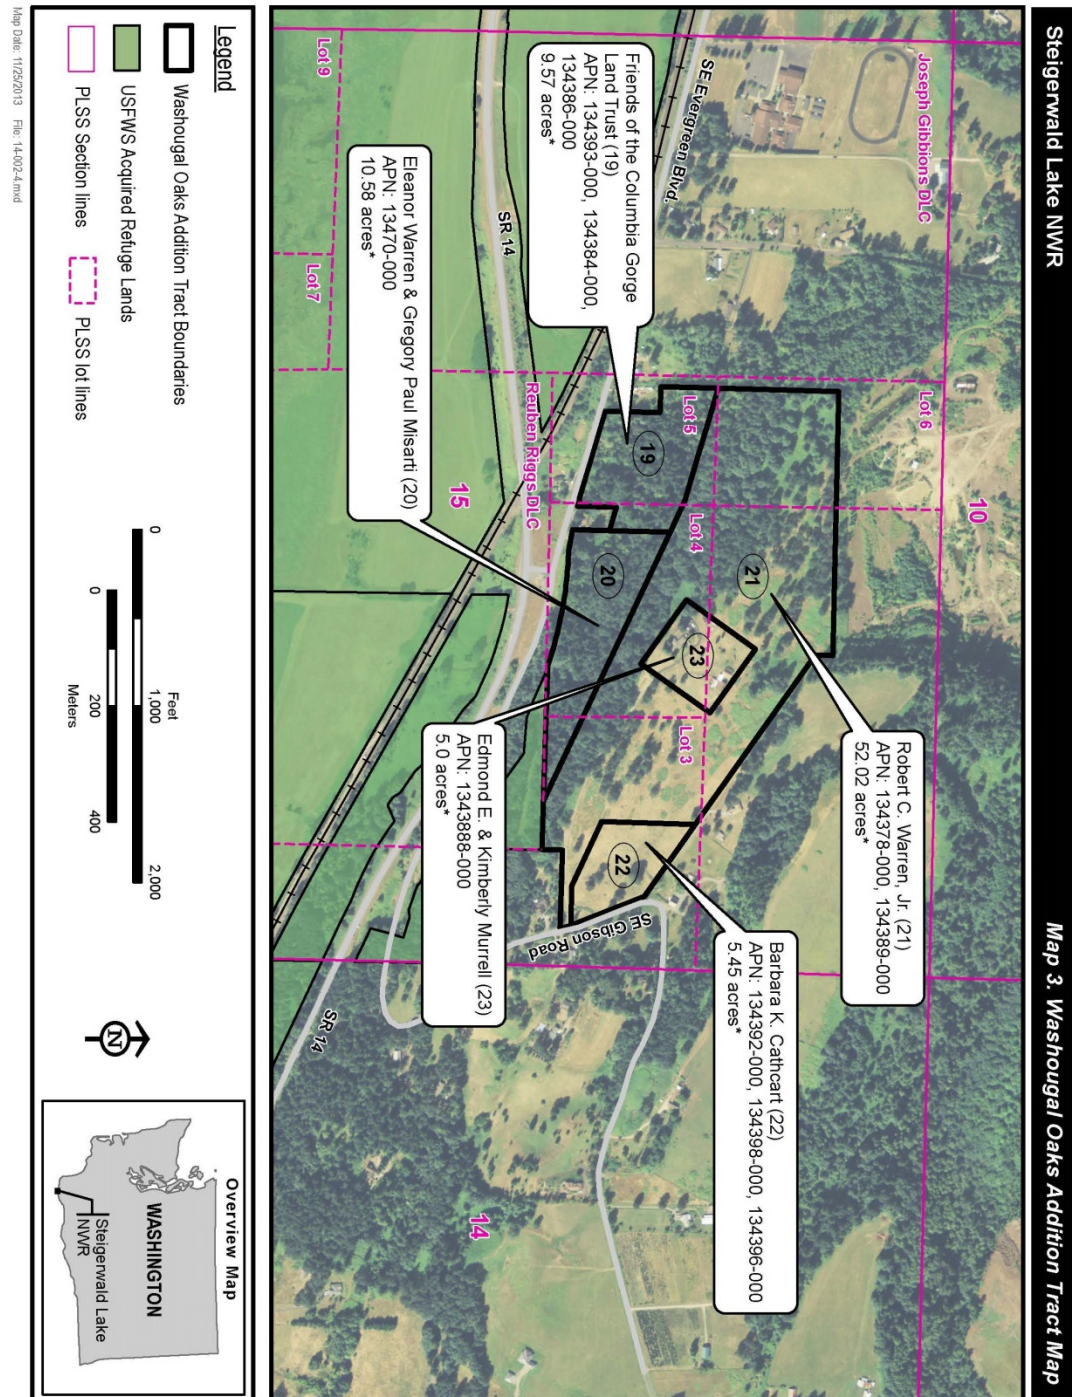 Steigerwald Lake NWR
Map 3. Washougal Oaks Addition Tract Map
Joseph Gibbions DLC
Lot 6
10
SE Evergreen Blvd.
Friends of the Columbia Gorge
Land Trust (19)
APN: 134393-000, 134384-000,
134386-000
9.57 acres*
Robert C. Warren, Jr. (21)
APN: 134378-000, 134389-000
52.02 acres*
Barbara K. Cathcart (22)
APN: 134392-000, 134398-000, 134396-000
5.45 acres*
Lot 5
Lot 4
Lot 3
19
20
21
22
23
SE Gibson Road
SR 14
Reuben Riggs DLC
Eleanor Warren & Gregory Paul Misarti (20)
APN: 13470-000
10.58 acres*
Edmond E. & Kimberly Murrell (23)
APN: 1343888-000
5.0 acres*
15
14
Lot 9
Lot 7
SR 14
Legend
Washougal Oaks Addition Tract Boundaries
USFWS Acquired Refuge Lands
PLSS Section lines
PLSS lot lines
Feet
0 1,000 2,000
0 200 400
Meters
N
Overview Map
WASHINGTON
Steigerwald Lake
NWR
Map Date: 11/25/2013 File: 14-002-4.mxd